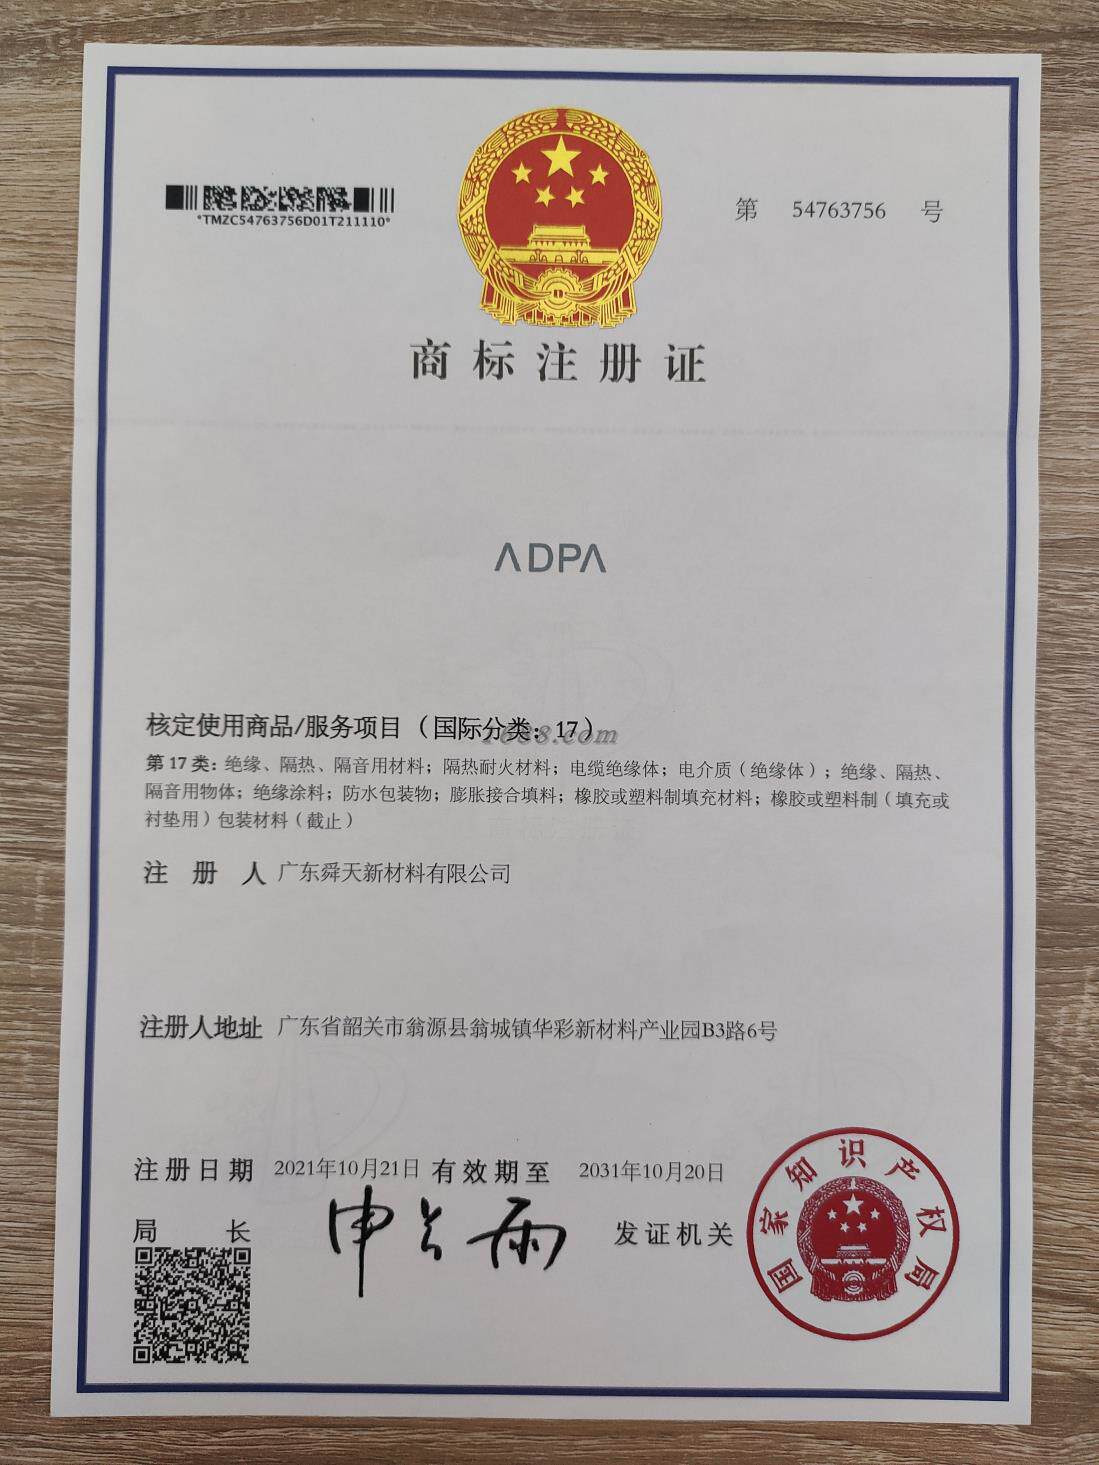 *TMZC54763756D01T211110*
第 54763756 号
商标注册证
ADPA
核定使用商品/服务项目（国际分类：17）
1688.com
第 17 类：绝缘、隔热、隔音用材料；隔热耐火材料；电缆绝缘体；电介质（绝缘体）；绝缘、隔热、
隔音用物体；绝缘涂料；防水包装物；膨胀接合填料；橡胶或塑料制填充材料；橡胶或塑料制（填充或
衬垫用）包装材料（截止）
注册人 广东舜天新材料有限公司
注册人地址 广东省韶关市翁源县翁城镇华彩新材料产业园B3路6号
注册日期 2021年10月21日 有效期至 2031年10月20日
局长 申长雨 发证机关
国家知识产权局